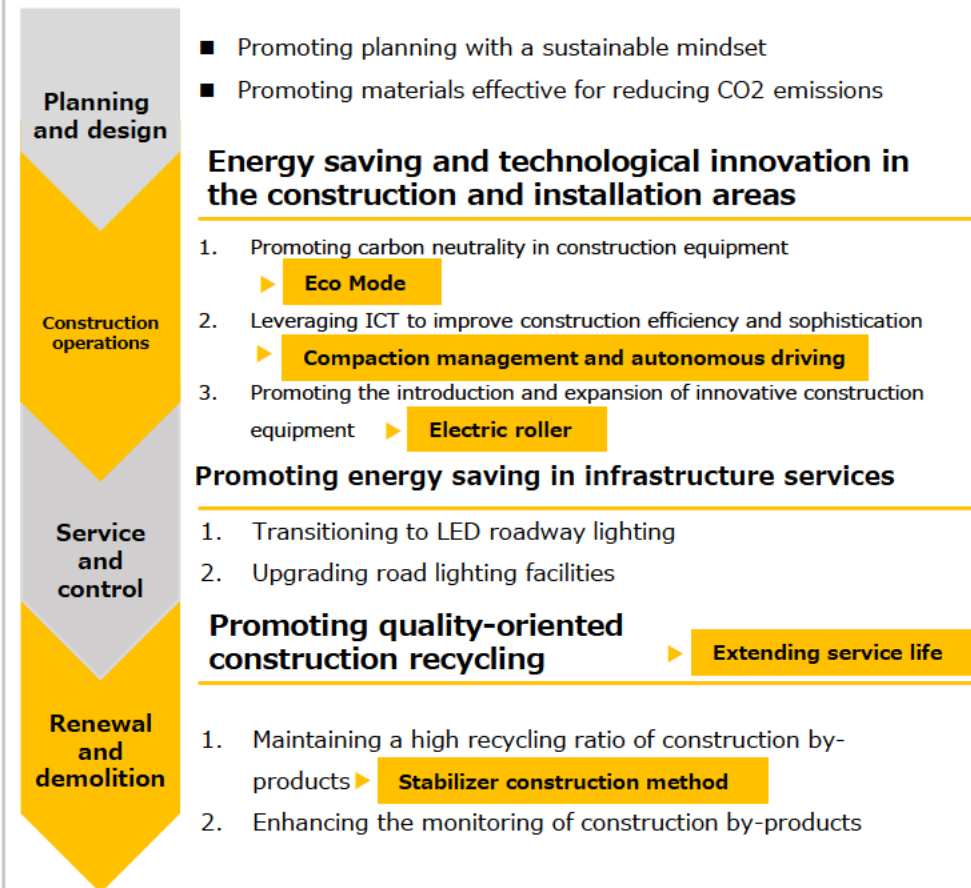 Planning
and design
■ Promoting planning with a sustainable mindset
■ Promoting materials effective for reducing CO2 emissions
Energy saving and technological innovation in
the construction and installation areas
Construction
operations
1. Promoting carbon neutrality in construction equipment
Eco Mode
2. Leveraging ICT to improve construction efficiency and sophistication
Compaction management and autonomous driving
3. Promoting the introduction and expansion of innovative construction
equipment ▶ Electric roller
Promoting energy saving in infrastructure services
Service
and
control
1. Transitioning to LED roadway lighting
2. Upgrading road lighting facilities
Promoting quality-oriented
construction recycling
Extending service life
Renewal
and
demolition
1. Maintaining a high recycling ratio of construction by-
products ▶ Stabilizer construction method
2. Enhancing the monitoring of construction by-products